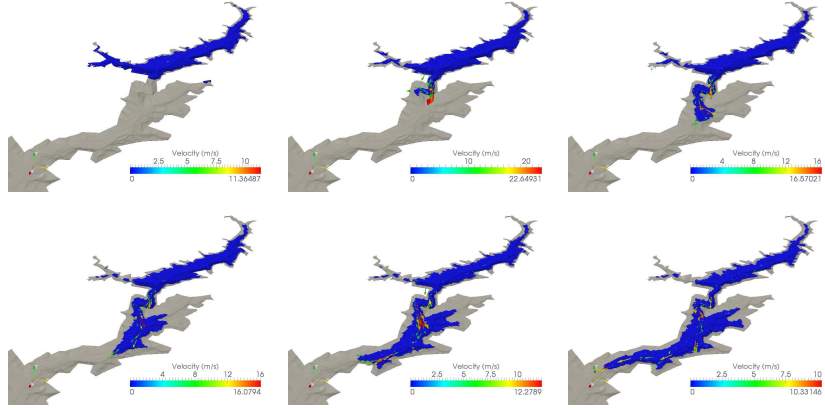 Velocity (m/s)
2.5 5 7.5 10
0 11.36487
Velocity (m/s)
5 10 15 20
0 22.64931
Velocity (m/s)
4 8 12 16
0 16.57021
Velocity (m/s)
4 8 12 16
0 16.0794
Velocity (m/s)
2.5 5 7.5 10
0 12.2789
Velocity (m/s)
2.5 5 7.5 10
0 10.33146